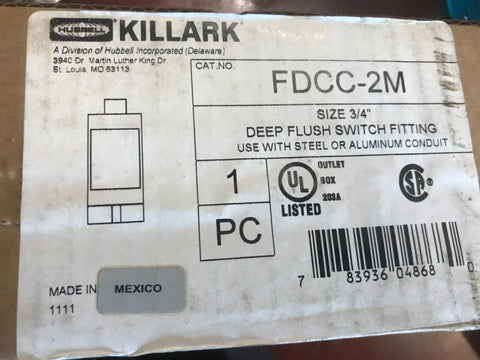 HUBBELL KILLARK
A Division of Hubbell Incorporated (Delaware)
3940 Dr. Martin Luther King Dr.
St. Louis, MO 63113
CAT.NO.
FDCC-2M
SIZE 3/4"
DEEP FLUSH SWITCH FITTING
USE WITH STEEL OR ALUMINUM CONDUIT
1
PC
UL
LISTED
OUTLET
BOX
203A
SA
7 83936 04868 0
MADE IN MEXICO
1111